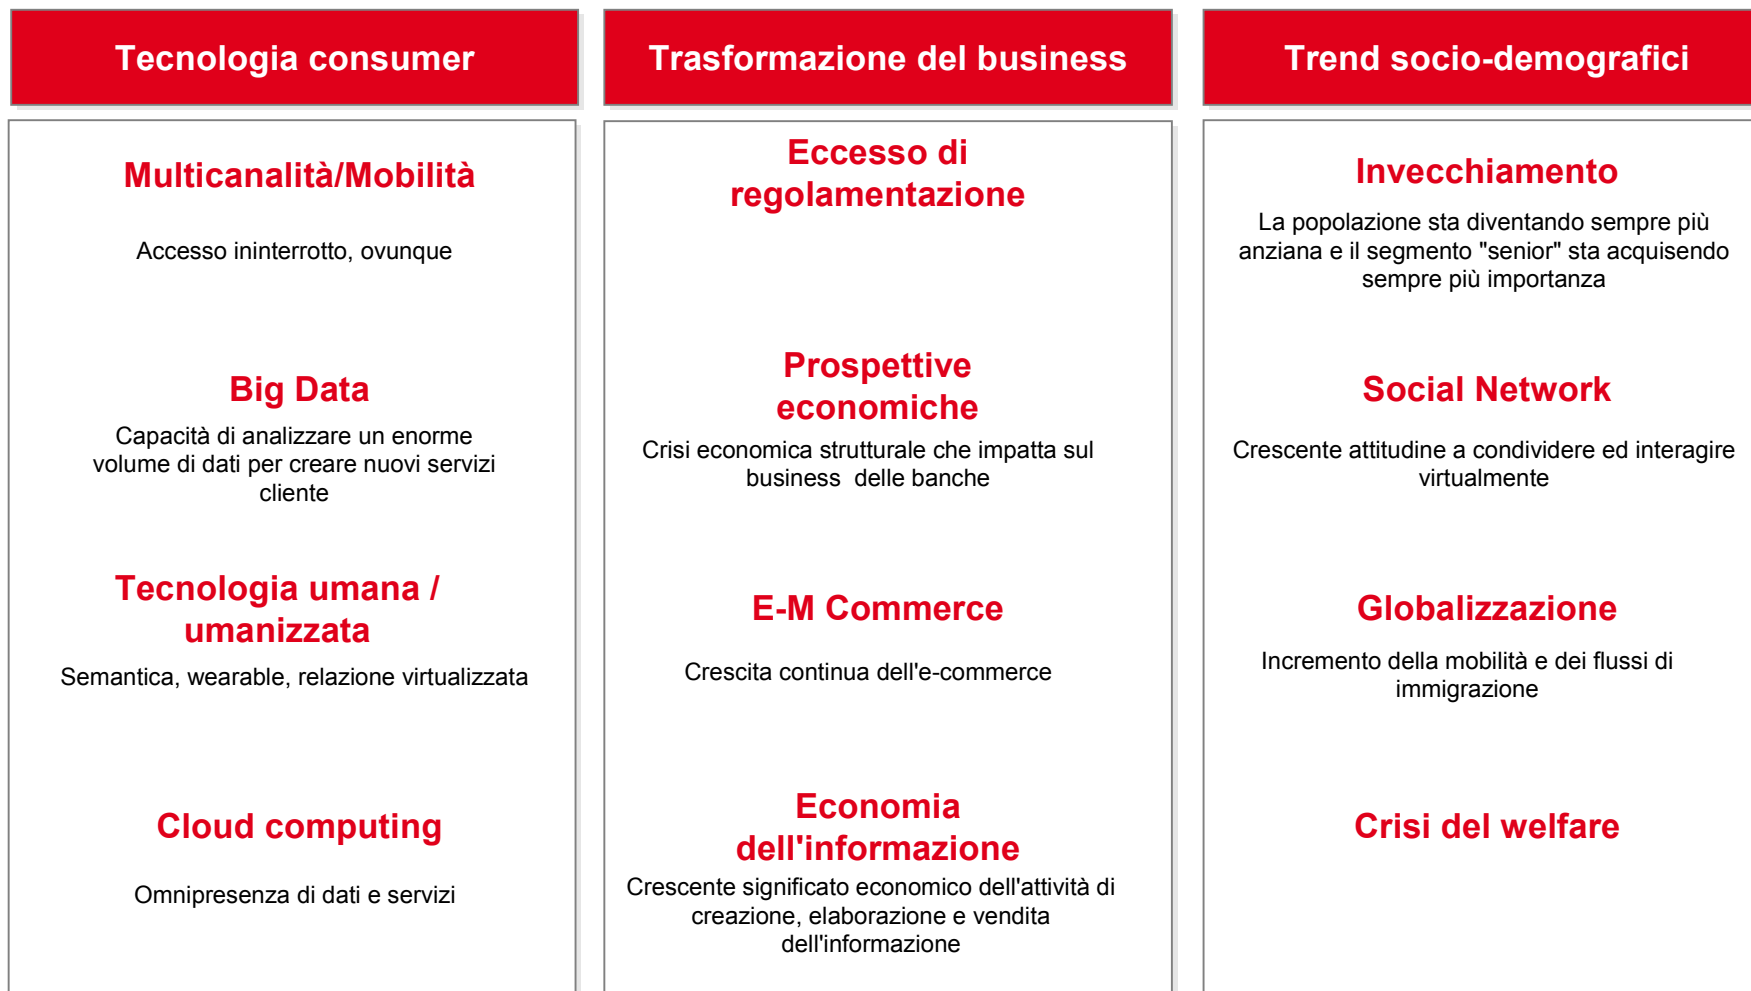 Tecnologia consumer
Multicanalità/Mobilità
Accesso ininterrotto, ovunque
Big Data
Capacità di analizzare un enorme
volume di dati per creare nuovi servizi
cliente
Tecnologia umana /
umanizzata
Semantica, wearable, relazione virtualizzata
Cloud computing
Omnipresenza di dati e servizi
Trasformazione del business
Eccesso di
regolamentazione
Prospettive
economiche
Crisi economica strutturale che impatta sul
business  delle banche
E-M Commerce
Crescita continua dell'e-commerce
Economia
dell'informazione
Crescente significato economico dell'attività di
creazione, elaborazione e vendita
dell'informazione
Trend socio-demografici
Invecchiamento
La popolazione sta diventando sempre più
anziana e il segmento "senior" sta acquisendo
sempre più importanza
Social Network
Crescente attitudine a condividere ed interagire
virtualmente
Globalizzazione
Incremento della mobilità e dei flussi di
immigrazione
Crisi del welfare